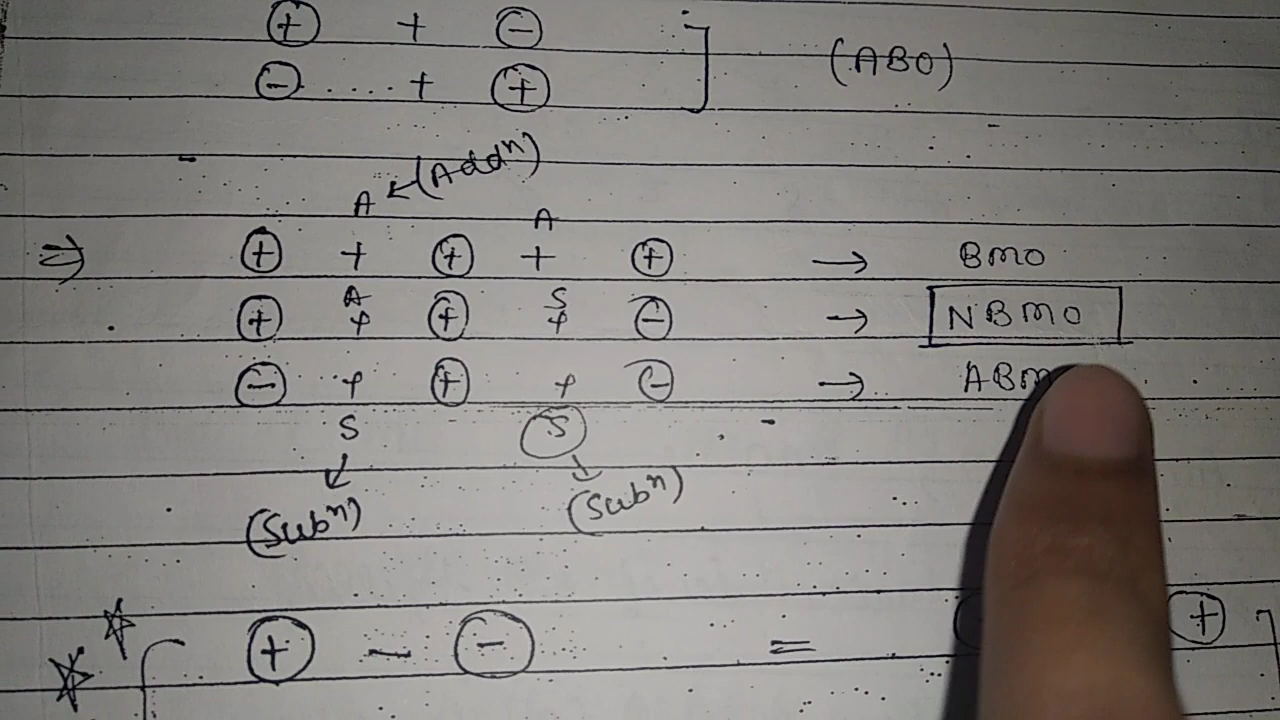 ⊕ + ⊖
⊖ .... + ⊕ ] (ABO)
A ← (Addⁿ) A
⇒ ⊕ + ⊕ + ⊕ → BMO
A S
⊕ + ⊕ + ⊖ → NBMO
⊖ + ⊕ + ⊖ → ABM
S S
↓ ↓
(Subⁿ) (Subⁿ)
⊕ - ⊖ = ⊕